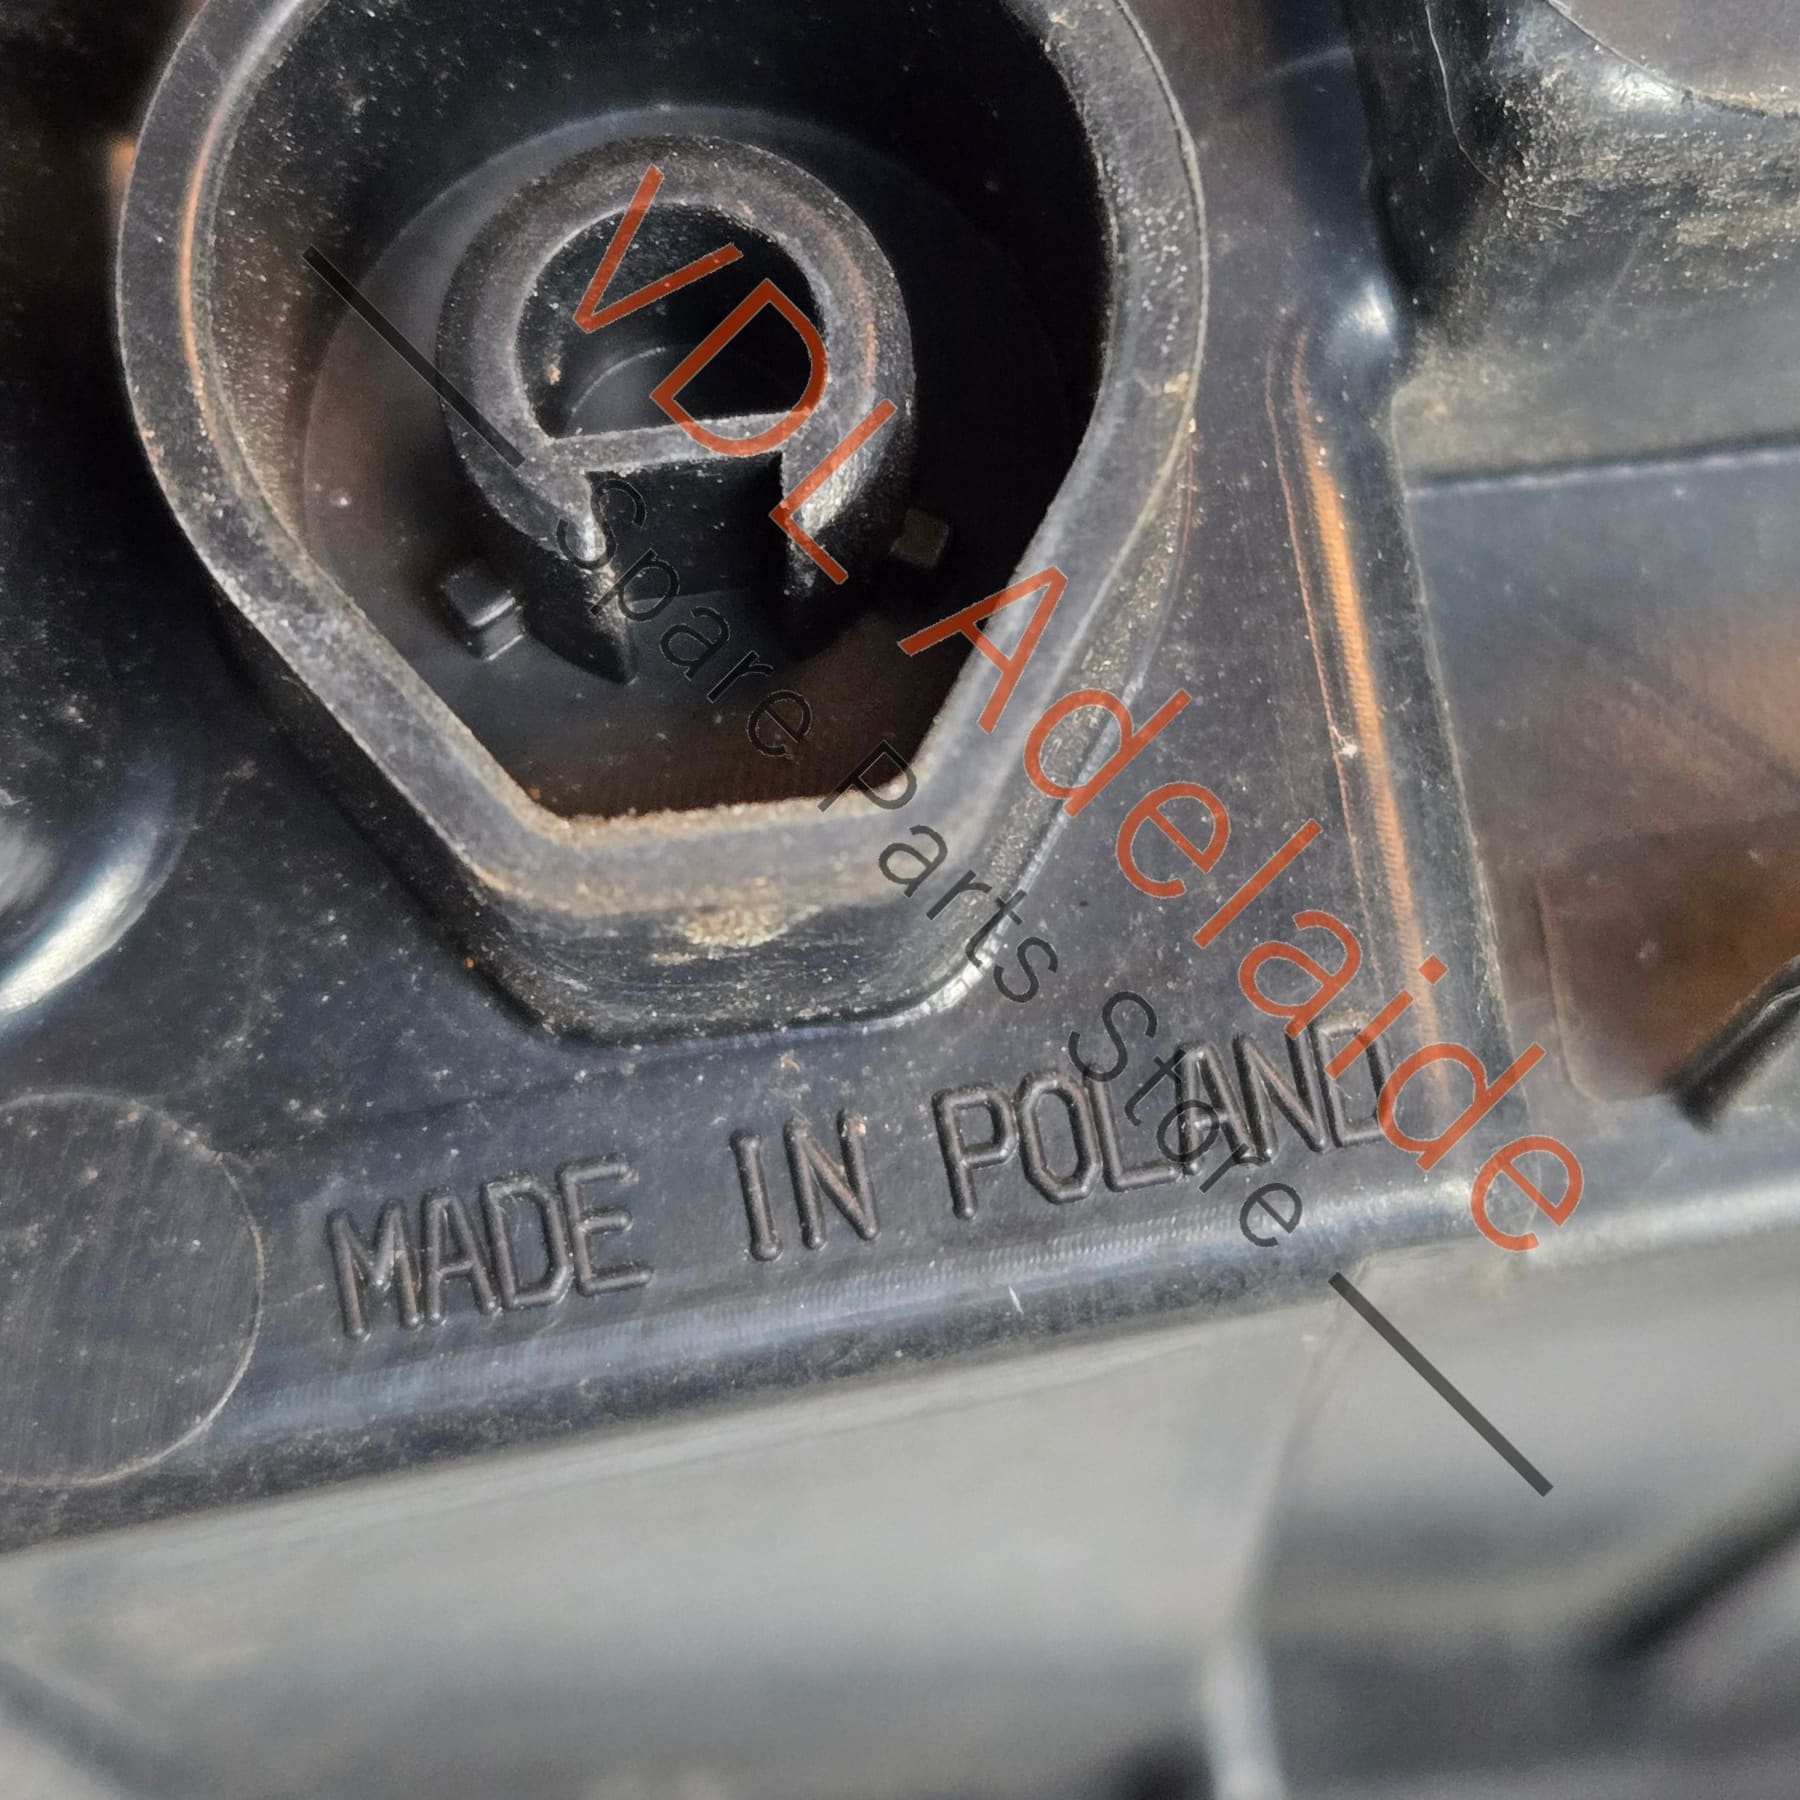 VDL Adelaide
Spare Parts Store
MADE IN POLAND